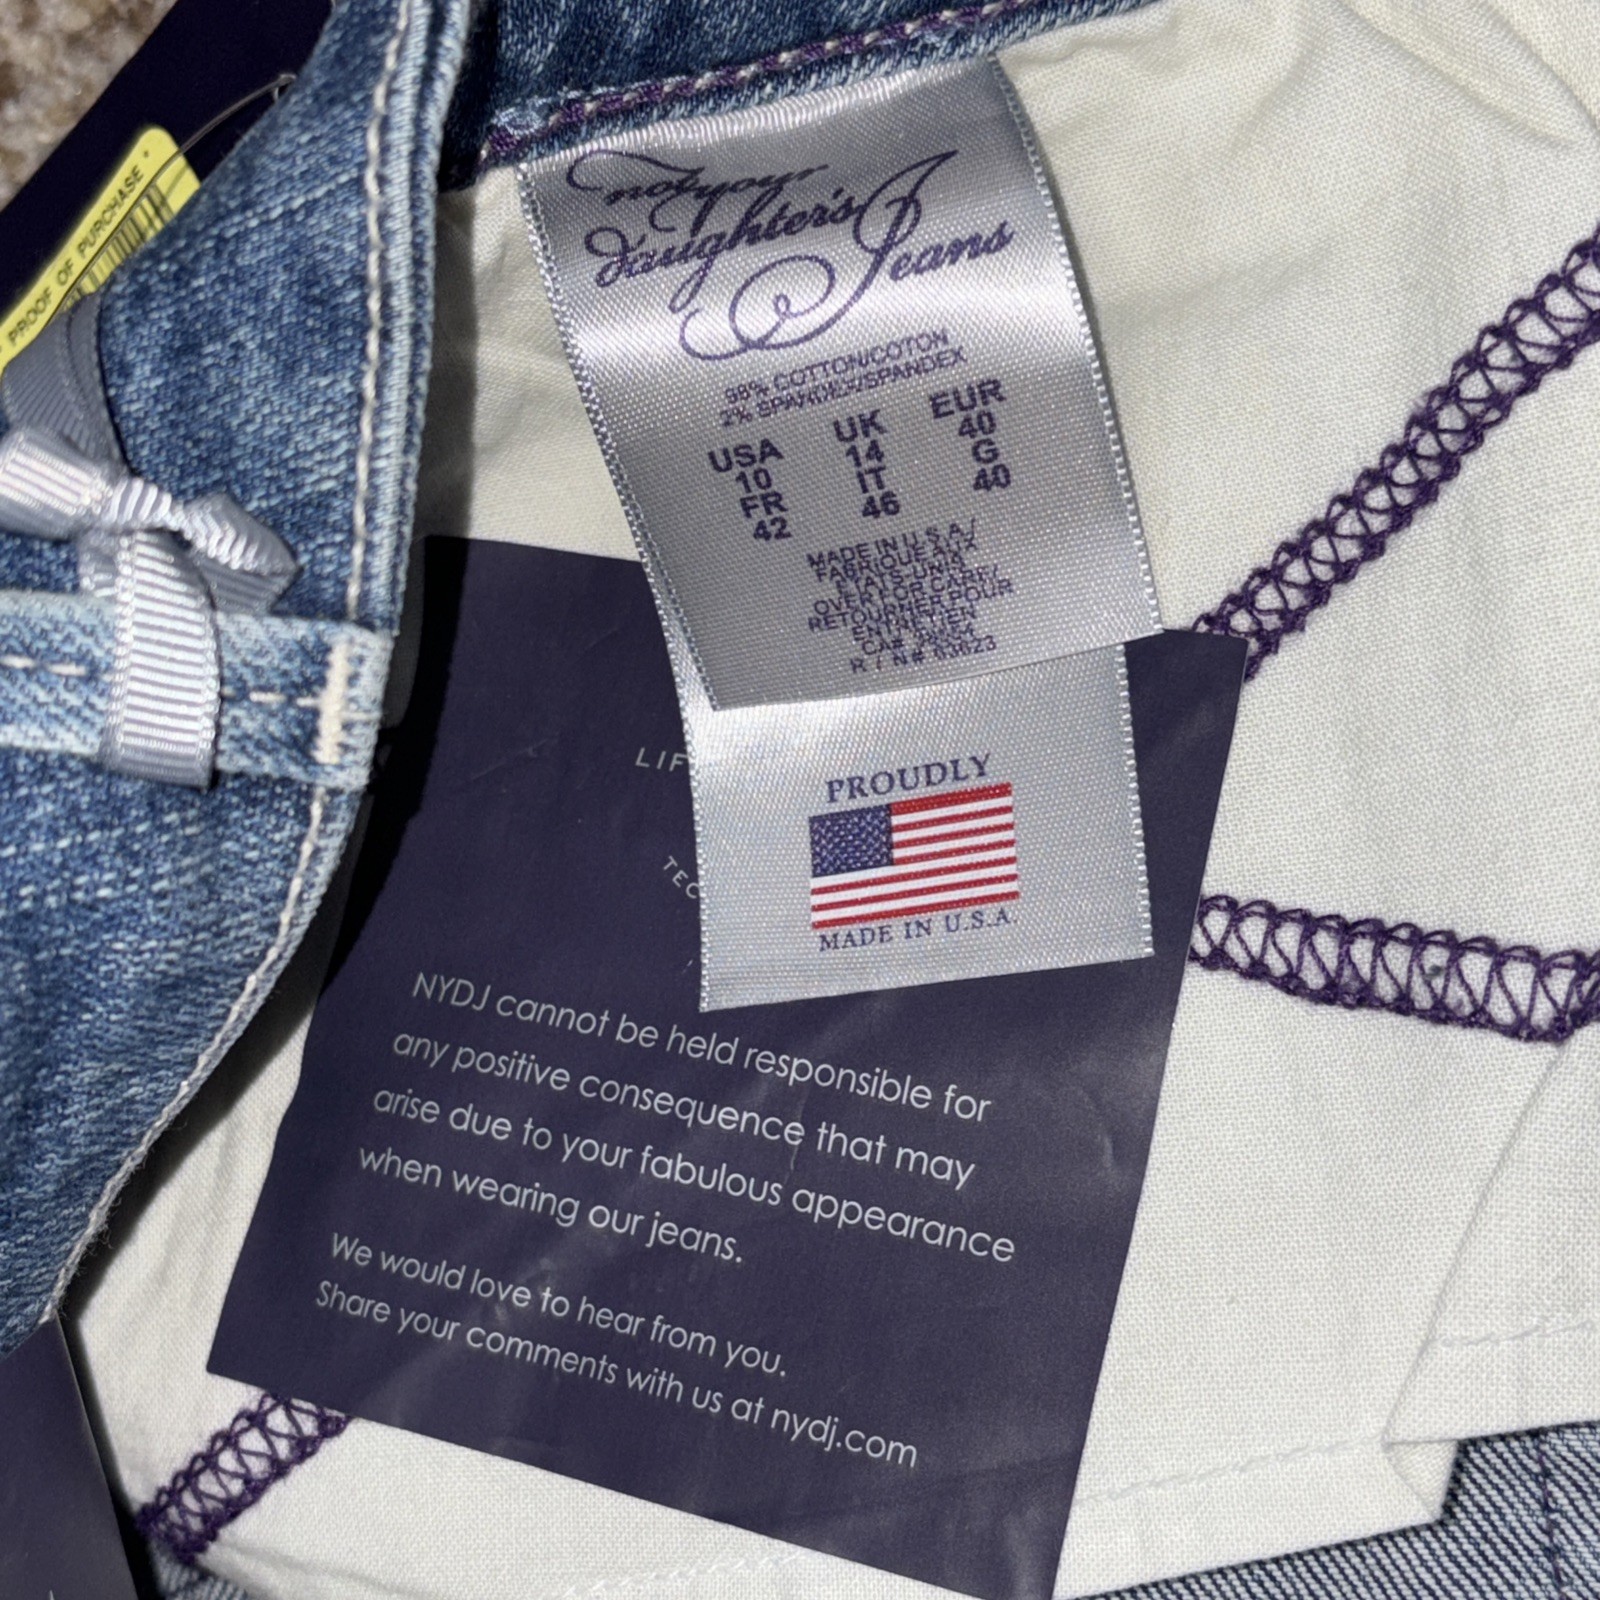 PROOF OF PURCHASE
not your
daughter's
Jeans
98% COTTON/COTON
2% SPANDEX/SPANDEX
USA UK EUR
10 14 40
FR IT G
42 46 40
MADE IN U.S.A./
FABRIQUE AUX
ETATS-UNIS
OVER FOR CARE/
RETOURNER POUR
ENTRETIEN
R / N#
PROUDLY
MADE IN U.S.A.
LIF
TEC
NYDJ cannot be held responsible for
any positive consequence that may
arise due to your fabulous appearance
when wearing our jeans.
We would love to hear from you.
Share your comments with us at nydj.com